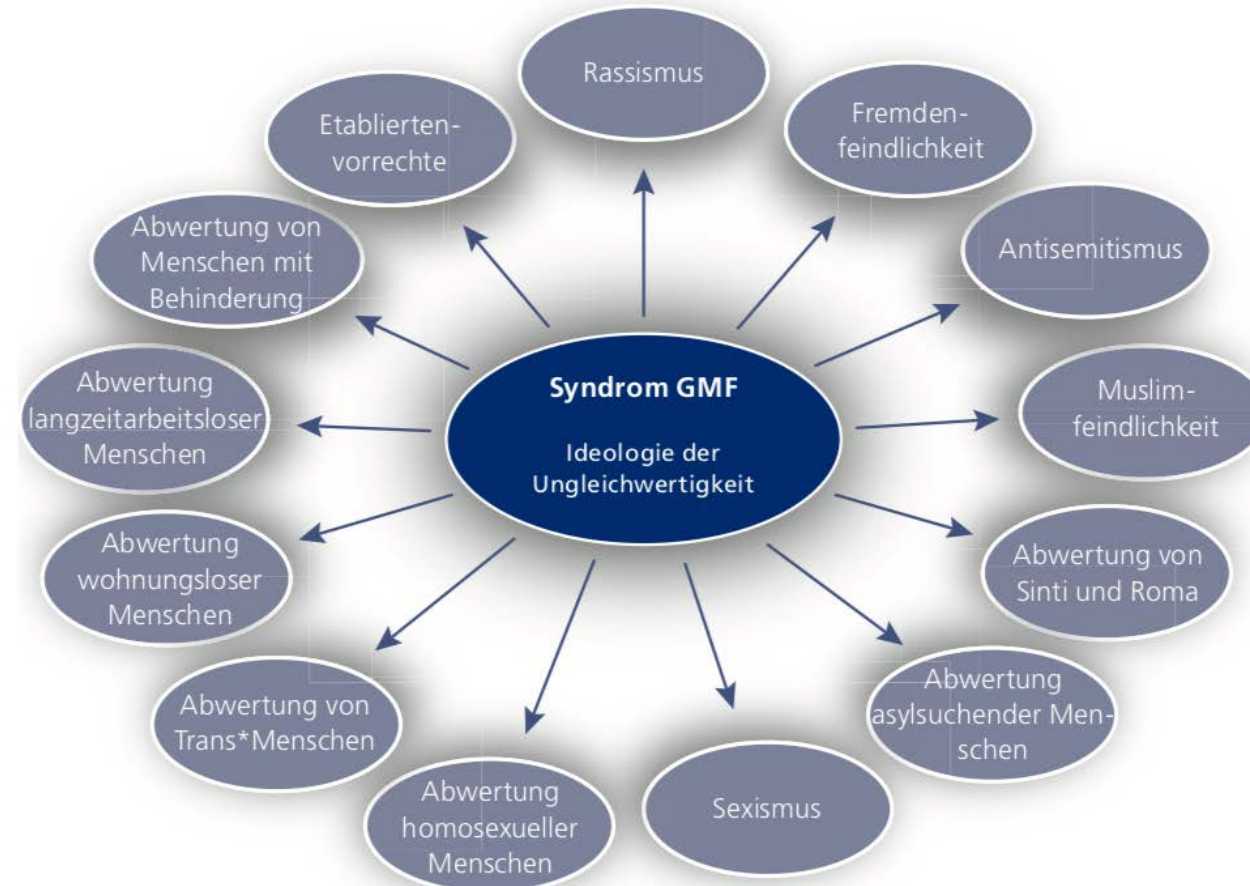 Rassismus
Fremden-
feindlichkeit
Antisemitismus
Muslim-
feindlichkeit
Abwertung von
Sinti und Roma
Abwertung
asylsuchender Men-
schen
Sexismus
Abwertung
homosexueller
Menschen
Abwertung von
Trans*Menschen
Abwertung
wohnungsloser
Menschen
Abwertung
langzeitarbeitsloser
Menschen
Abwertung von
Menschen mit
Behinderung
Etablierten-
vorrechte
Syndrom GMF
Ideologie der
Ungleichwertigkeit